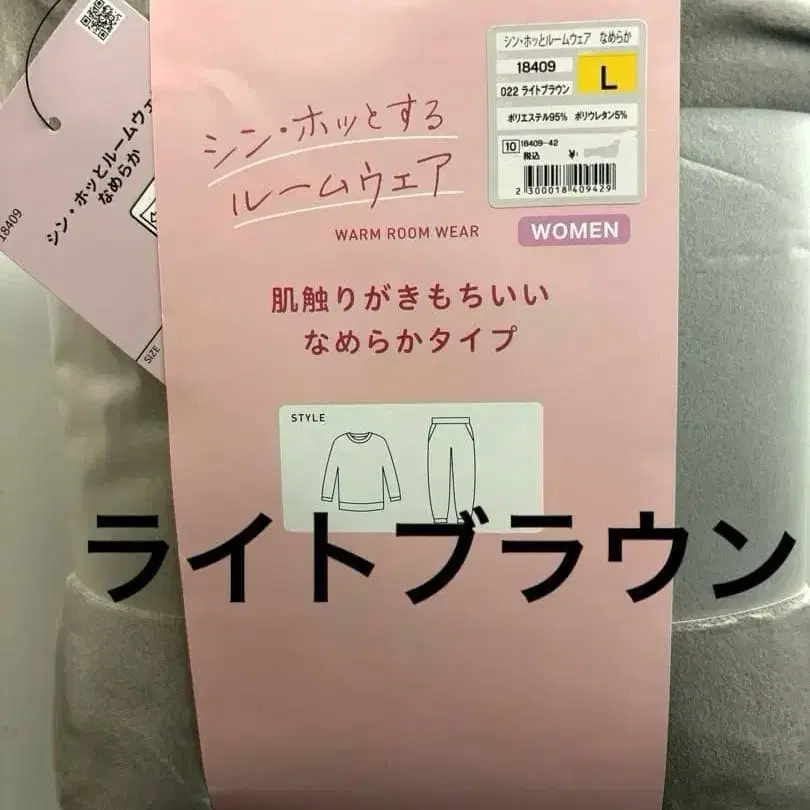 シン・ホッとルームウェア なめらか
18409
L
022 ライトブラウン
ポリエステル95% ポリウレタン5%
10
18409-42
税込 ¥
2 300018 409429
シン・ホッとする
ルームウェア
WARM ROOM WEAR
WOMEN
肌触りがきもちいい
なめらかタイプ
STYLE
ライトブラウン
18409
シン・ホッとルームウェ
なめらか
SIZE